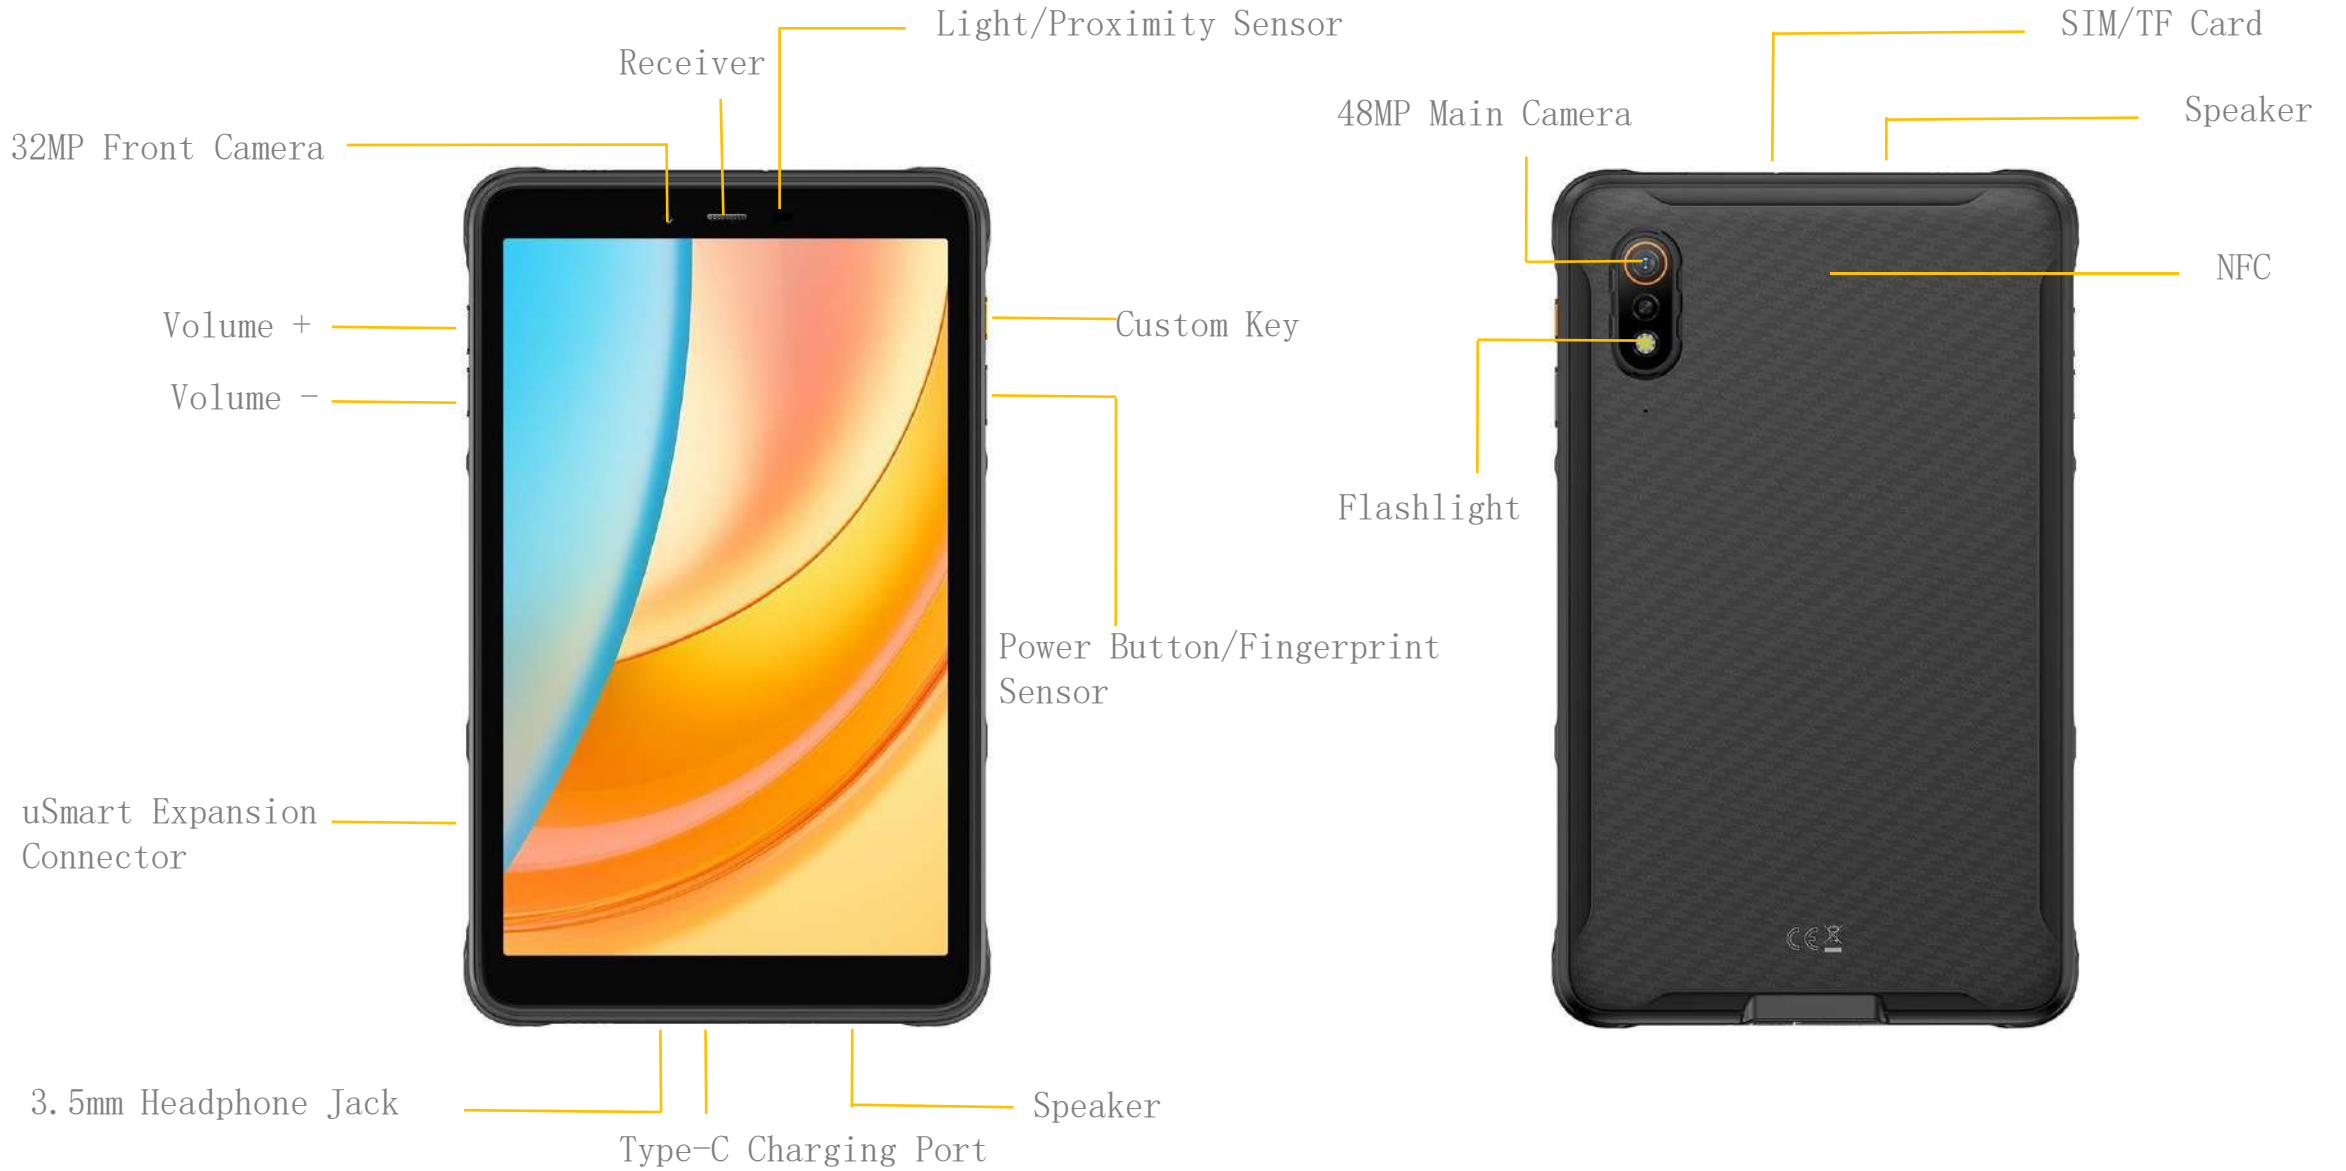 Light/Proximity Sensor
SIM/TF Card
Receiver
48MP Main Camera
Speaker
32MP Front Camera
NFC
Volume +
Custom Key
Volume -
Flashlight
Power Button/Fingerprint
Sensor
uSmart Expansion
Connector
CE
3.5mm Headphone Jack
Speaker
Type-C Charging Port